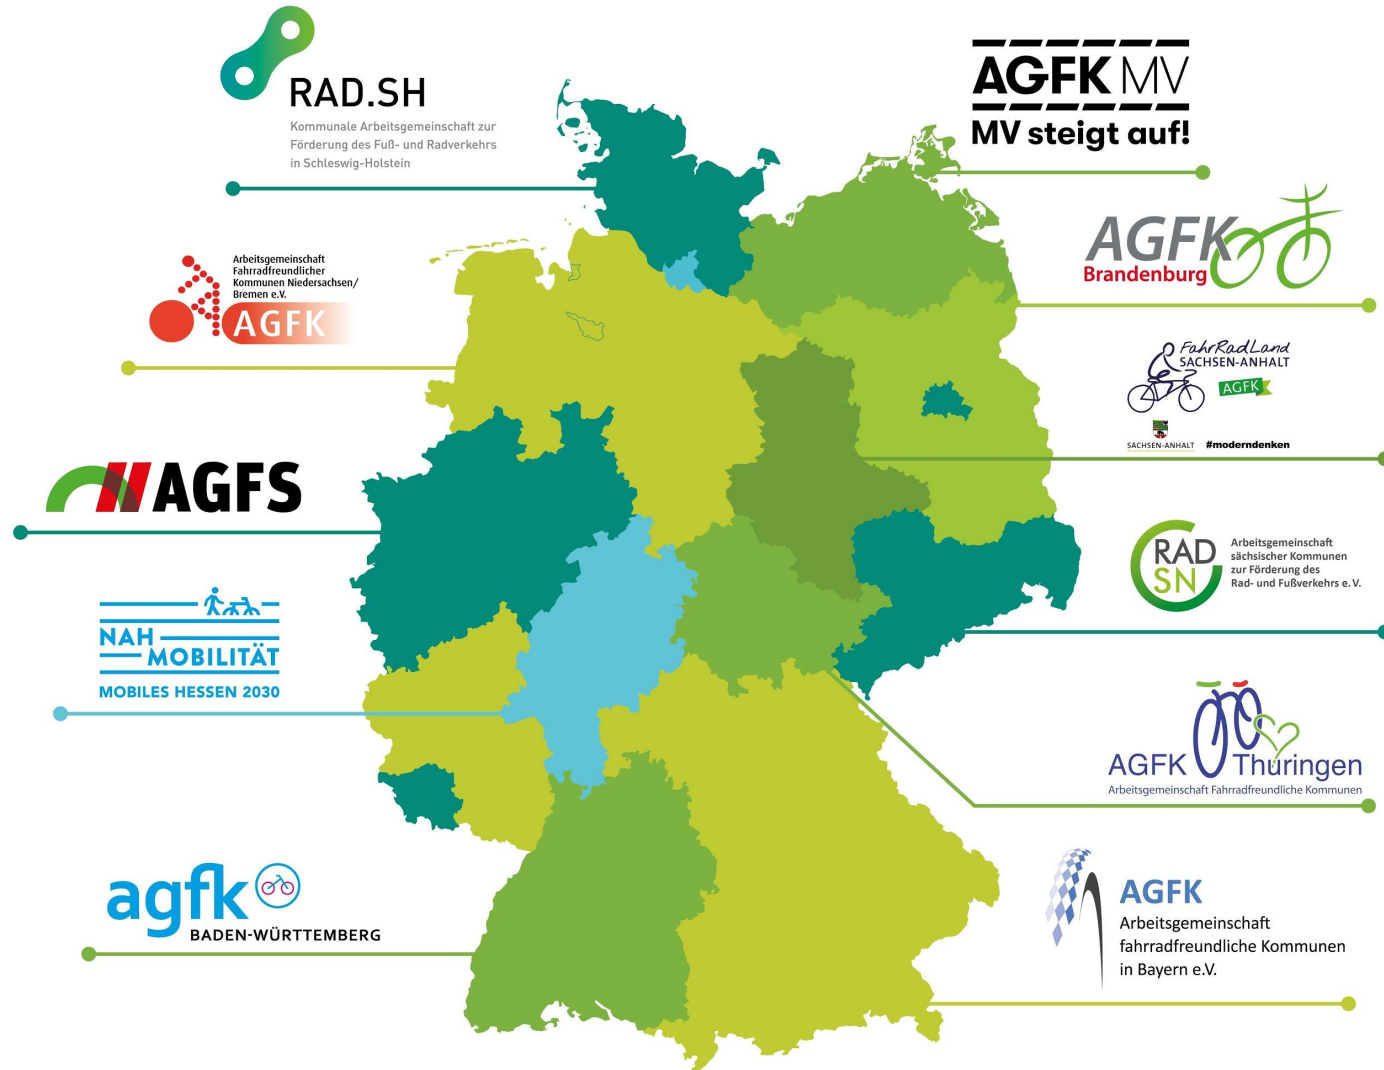 RAD.SH
Kommunale Arbeitsgemeinschaft zur
Förderung des Fuß- und Radverkehrs
in Schleswig-Holstein
AGFK MV
MV steigt auf!
AGFK
Brandenburg
Arbeitsgemeinschaft
Fahrradfreundlicher
Kommunen Niedersachsen/
Bremen e.V.
AGFK
FahrRadLand
SACHSEN-ANHALT
AGFK
SACHSEN-ANHALT #moderndenken
AGFS
RAD
SN
Arbeitsgemeinschaft
sächsischer Kommunen
zur Förderung des
Rad- und Fußverkehrs e. V.
NAH
MOBILITÄT
MOBILES HESSEN 2030
AGFK Thüringen
Arbeitsgemeinschaft Fahrradfreundliche Kommunen
agfk
BADEN-WÜRTTEMBERG
AGFK
Arbeitsgemeinschaft
fahrradfreundliche Kommunen
in Bayern e.V.